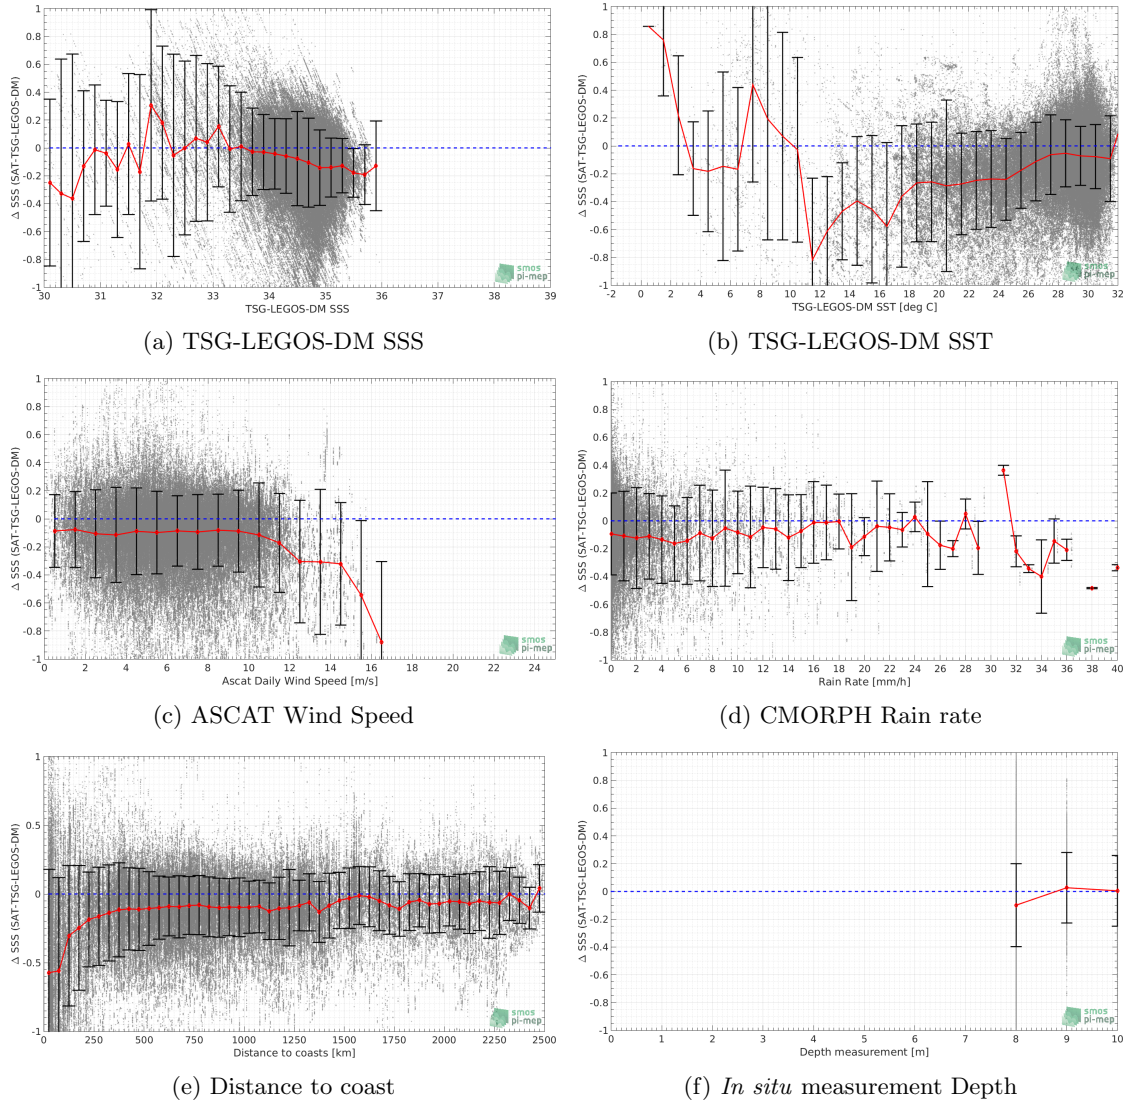 Δ SSS (SAT-TSG-LEGOS-DM)
1
0.8
0.6
0.4
0.2
0
-0.2
-0.4
-0.6
-0.8
-1
30 31 32 33 34 35 36 37 38 39
TSG-LEGOS-DM SSS
smos
pi-mep
(a) TSG-LEGOS-DM SSS
Δ SSS (SAT-TSG-LEGOS-DM)
1
0.8
0.6
0.4
0.2
0
-0.2
-0.4
-0.6
-0.8
-1
-2 0 2 4 6 8 10 12 14 16 18 20 22 24 26 28 30 32
TSG-LEGOS-DM SST [deg C]
smos
pi-mep
(b) TSG-LEGOS-DM SST
Δ SSS (SAT-TSG-LEGOS-DM)
1
0.8
0.6
0.4
0.2
0
-0.2
-0.4
-0.6
-0.8
-1
0 2 4 6 8 10 12 14 16 18 20 22 24
Ascat Daily Wind Speed [m/s]
smos
pi-mep
(c) ASCAT Wind Speed
Δ SSS (SAT-TSG-LEGOS-DM)
1
0.8
0.6
0.4
0.2
0
-0.2
-0.4
-0.6
-0.8
-1
0 2 4 6 8 10 12 14 16 18 20 22 24 26 28 30 32 34 36 38 40
Rain Rate [mm/h]
smos
pi-mep
(d) CMORPH Rain rate
Δ SSS (SAT-TSG-LEGOS-DM)
1
0.5
0
-0.5
-1
0 250 500 750 1000 1250 1500 1750 2000 2250 2500
Distance to coasts [km]
smos
pi-mep
(e) Distance to coast
Δ SSS (SAT-TSG-LEGOS-DM)
1
0.8
0.6
0.4
0.2
0
-0.2
-0.4
-0.6
-0.8
-1
0 1 2 3 4 5 6 7 8 9 10
Depth measurement [m]
smos
pi-mep
(f) In situ measurement Depth